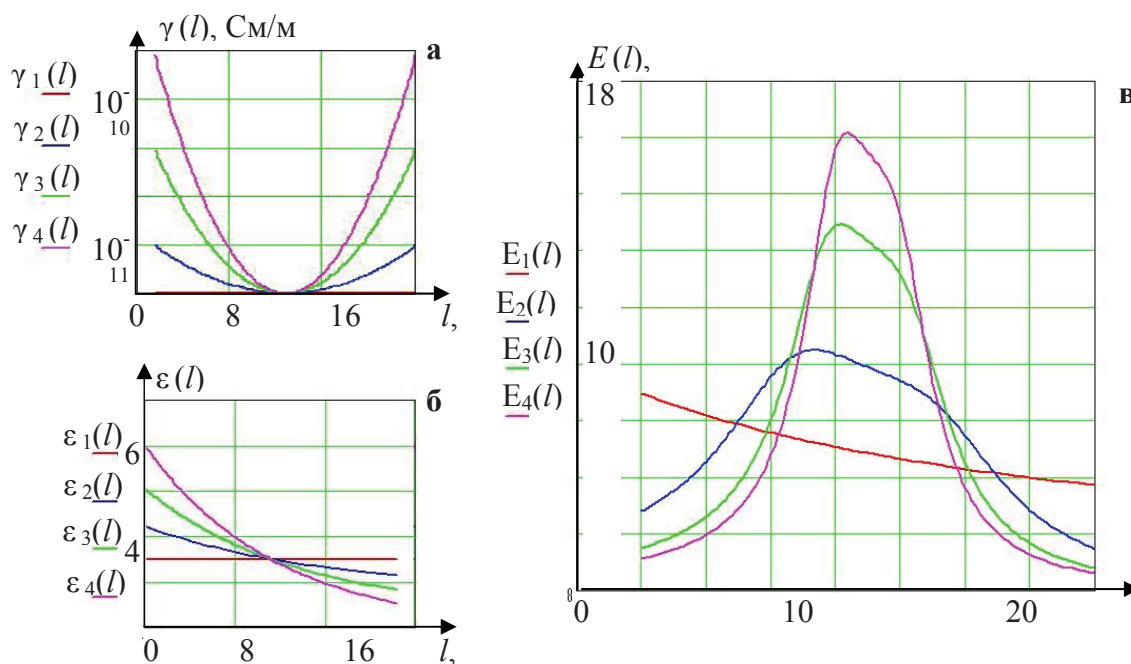 γ (l), См/м
а
γ 1(l)
γ 2(l)
γ 3(l)
γ 4(l)
10⁻
10
10⁻
11
0 8 16 l,
ε (l)
б
ε 1(l)
6
ε 2(l)
ε 3(l)
4
ε 4(l)
0 8 16 l,
E (l),
в
18
E1(l)
E2(l)
10
E3(l)
E4(l)
8
0 10 20